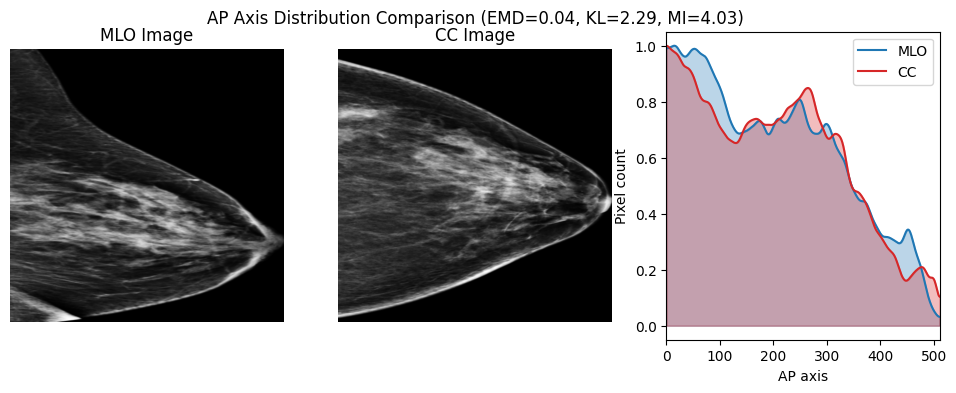 AP Axis Distribution Comparison (EMD=0.04, KL=2.29, MI=4.03)
MLO Image
CC Image
MLO
CC
1.0
0.8
0.6
0.4
0.2
0.0
Pixel count
0 100 200 300 400 500
AP axis